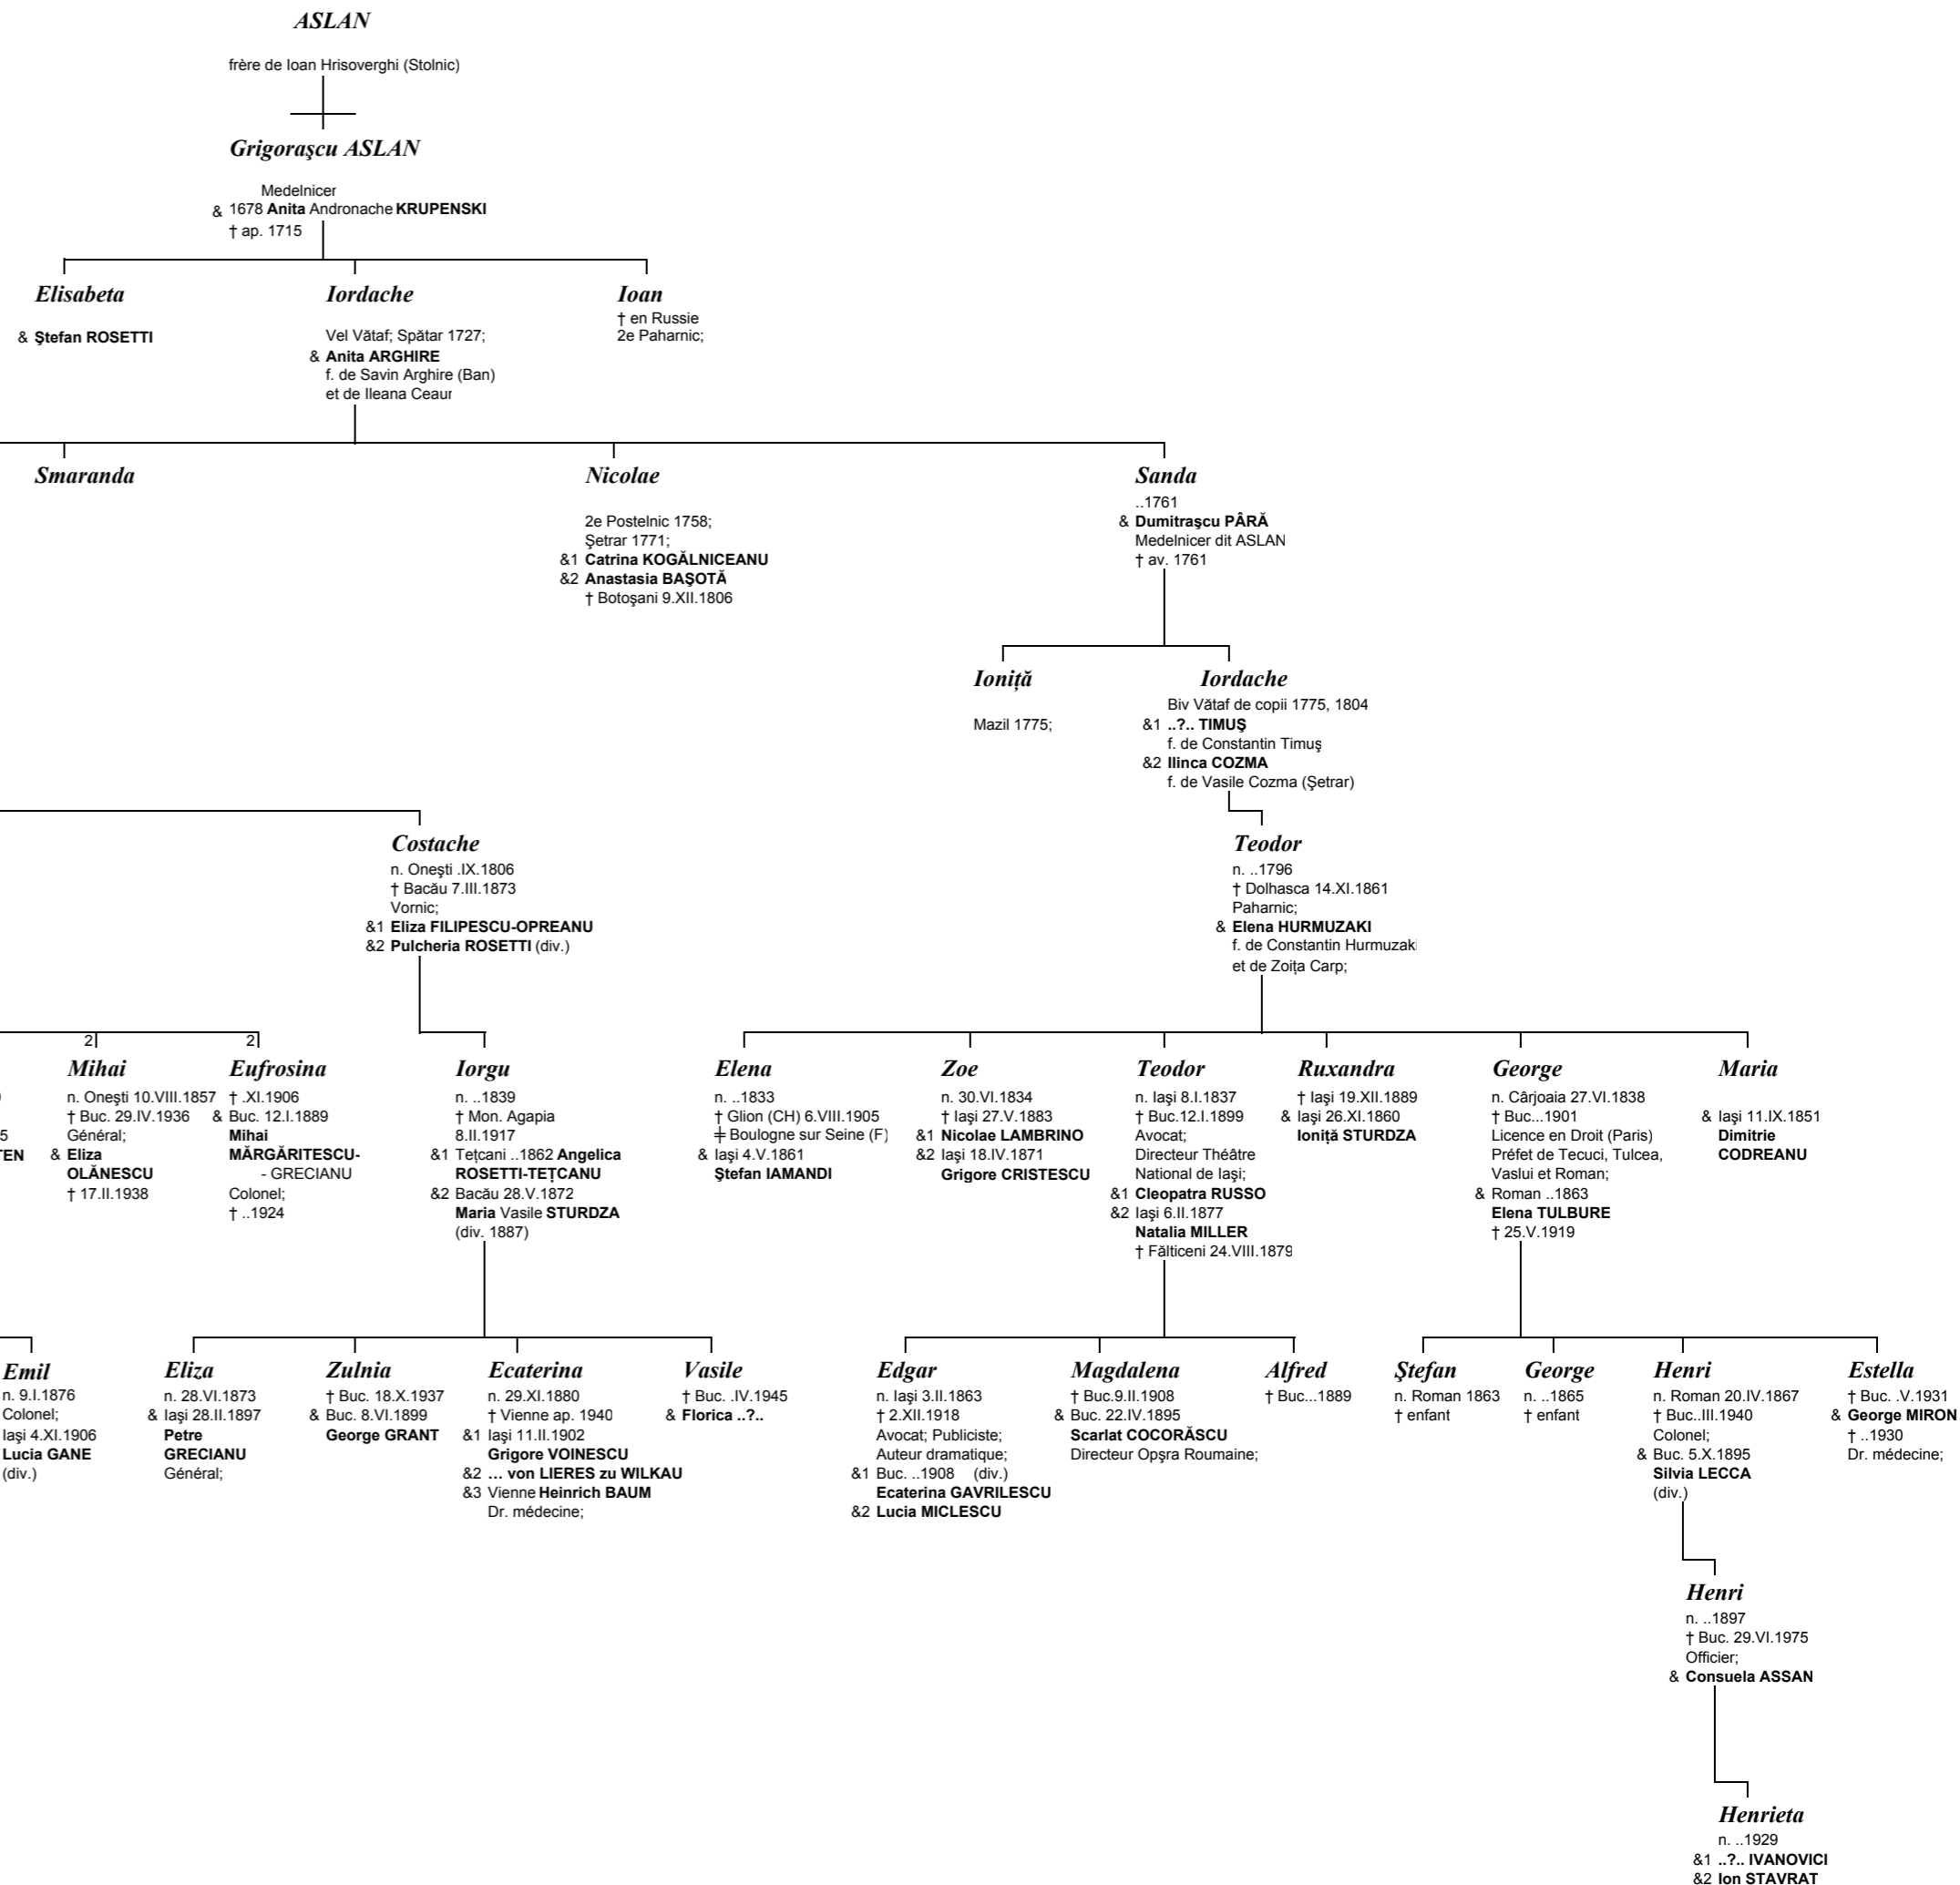 ASLAN
frère de Ioan Hrisoverghi (Stolnic)
Grigoraşcu ASLAN
Medelnicer
& 1678 Anita Andronache KRUPENSKI
† ap. 1715
Elisabeta
& Ştefan ROSETTI
Iordache
Vel Vătaf; Spătar 1727;
& Anita ARGHIRE
f. de Savin Arghire (Ban)
et de Ileana Ceaur
Ioan
† en Russie
2e Paharnic;
Smaranda
Nicolae
2e Postelnic 1758;
Şetrar 1771;
&1 Catrina KOGĂLNICEANU
&2 Anastasia BAŞOTĂ
† Botoşani 9.XII.1806
Sanda
..1761
& Dumitraşcu PÂRĂ
Medelnicer dit ASLAN
† av. 1761
Ioniţă
Mazil 1775;
Iordache
Biv Vătaf de copii 1775, 1804
&1 ..?.. TIMUŞ
f. de Constantin Timuş
&2 Ilinca COZMA
f. de Vasile Cozma (Şetrar)
Costache
n. Oneşti .IX.1806
† Bacău 7.III.1873
Vornic;
&1 Eliza FILIPESCU-OPREANU
&2 Pulcheria ROSETTI (div.)
Teodor
n. ..1796
† Dolhasca 14.XI.1861
Paharnic;
& Elena HURMUZAKI
f. de Constantin Hurmuzaki
et de Zoiţa Carp;
5
TEN
2
Mihai
n. Oneşti 10.VIII.1857
† Buc. 29.IV.1936
Général;
& Eliza
OLĂNESCU
† 17.II.1938
2
Eufrosina
† .XI.1906
& Buc. 12.I.1889
Mihai
MĂRGĂRITESCU-
- GRECIANU
Colonel;
† ..1924
Iorgu
n. ..1839
† Mon. Agapia
8.II.1917
&1 Teţcani ..1862 Angelica
ROSETTI-TEŢCANU
&2 Bacău 28.V.1872
Maria Vasile STURDZA
(div. 1887)
Elena
n. ..1833
† Glion (CH) 6.VIII.1905
ǂ Boulogne sur Seine (F)
& Iaşi 4.V.1861
Ştefan IAMANDI
Zoe
n. 30.VI.1834
† Iaşi 27.V.1883
&1 Nicolae LAMBRINO
&2 Iaşi 18.IV.1871
Grigore CRISTESCU
Teodor
n. Iaşi 8.I.1837
† Buc.12.I.1899
Avocat;
Directeur Théâtre
National de Iaşi;
&1 Cleopatra RUSSO
&2 Iaşi 6.II.1877
Natalia MILLER
† Fălticeni 24.VIII.1879
Ruxandra
† Iaşi 19.XII.1889
& Iaşi 26.XI.1860
Ioniţă STURDZA
George
n. Cârjoaia 27.VI.1838
† Buc...1901
Licence en Droit (Paris)
Préfet de Tecuci, Tulcea,
Vaslui et Roman;
& Roman ..1863
Elena TULBURE
† 25.V.1919
Maria
& Iaşi 11.IX.1851
Dimitrie
CODREANU
Emil
n. 9.I.1876
Colonel;
Iaşi 4.XI.1906
Lucia GANE
(div.)
Eliza
n. 28.VI.1873
& Iaşi 28.II.1897
Petre
GRECIANU
Général;
Zulnia
† Buc. 18.X.1937
& Buc. 8.VI.1899
George GRANT
Ecaterina
n. 29.XI.1880
† Vienne ap. 1940
&1 Iaşi 11.II.1902
Grigore VOINESCU
&2 ... von LIERES zu WILKAU
&3 Vienne Heinrich BAUM
Dr. médecine;
Vasile
† Buc. .IV.1945
& Florica ..?..
Edgar
n. Iaşi 3.II.1863
† 2.XII.1918
Avocat; Publiciste;
Auteur dramatique;
&1 Buc. ..1908 (div.)
Ecaterina GAVRILESCU
&2 Lucia MICLESCU
Magdalena
† Buc.9.II.1908
& Buc. 22.IV.1895
Scarlat COCORĂSCU
Directeur Opşra Roumaine;
Alfred
† Buc...1889
Ştefan
n. Roman 1863
† enfant
George
n. ..1865
† enfant
Henri
n. Roman 20.IV.1867
† Buc..III.1940
Colonel;
& Buc. 5.X.1895
Silvia LECCA
(div.)
Estella
† Buc. .V.1931
& George MIRON
† ..1930
Dr. médecine;
Henri
n. ..1897
† Buc. 29.VI.1975
Officier;
& Consuela ASSAN
Henrieta
n. ..1929
&1 ..?.. IVANOVICI
&2 Ion STAVRAT